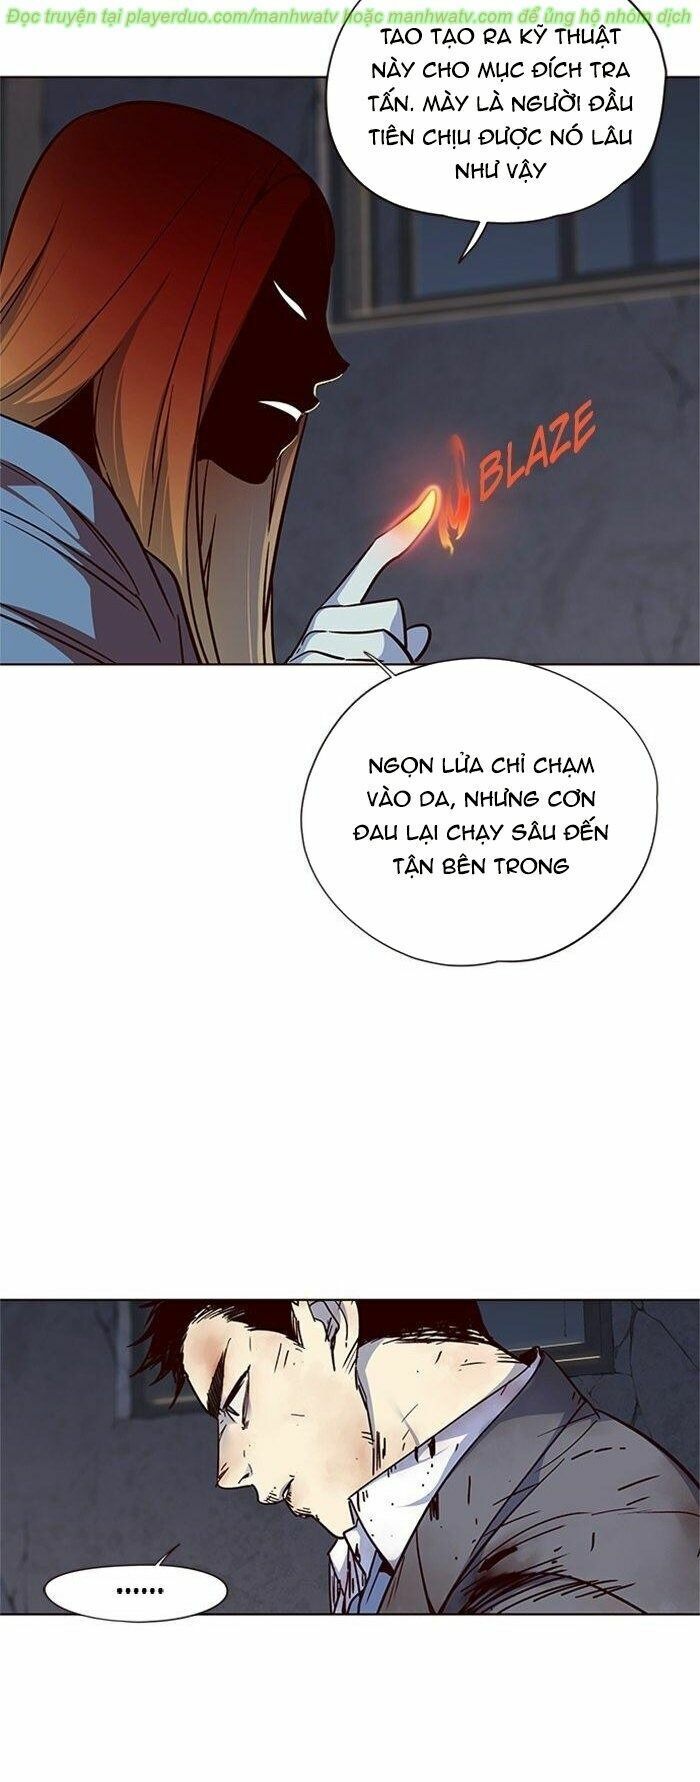 Đọc truyện tại playerduo.com/manhwatv hoặc manhwatv.com để ủng hộ nhóm dịch
TAO TẠO RA KỸ THUẬT
NÀY CHO MỤC ĐÍCH TRA
TẤN. MÀY LÀ NGƯỜI ĐẦU
TIÊN CHỊU ĐƯỢC NÓ LÂU
NHƯ VẬY
BLAZE
NGỌN LỬA CHỈ CHẠM
VÀO DA, NHƯNG CƠN
ĐAU LẠI CHẠY SÂU ĐẾN
TẬN BÊN TRONG
......